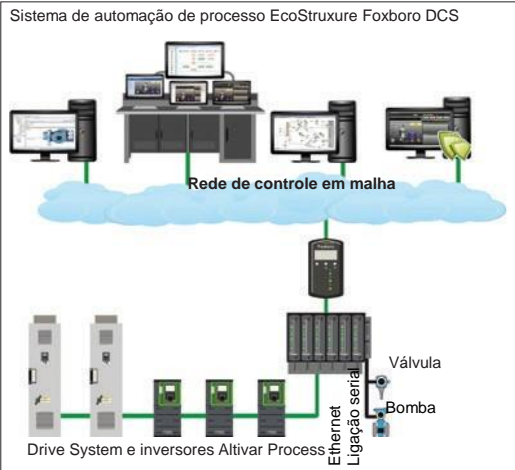 Sistema de automação de processo EcoStruxure Foxboro DCS
Rede de controle em malha
Válvula
Bomba
Ethernet
Ligação serial
Drive System e inversores Altivar Process